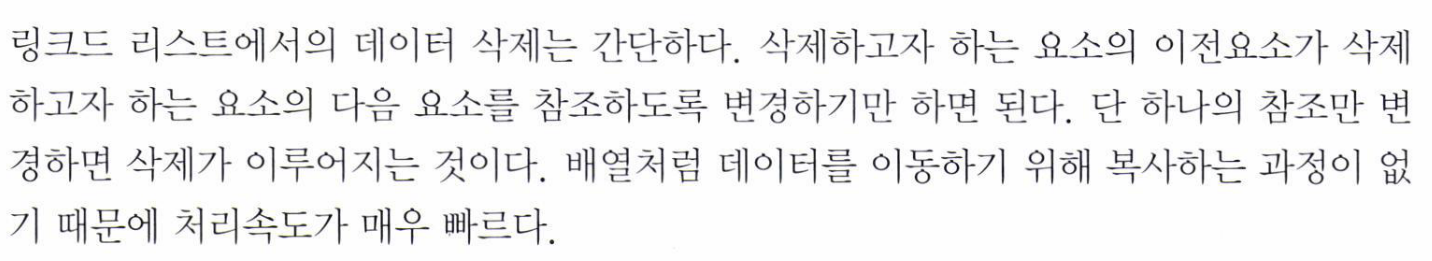 링크드 리스트에서의 데이터 삭제는 간단하다. 삭제하고자 하는 요소의 이전요소가 삭제
하고자 하는 요소의 다음 요소를 참조하도록 변경하기만 하면 된다. 단 하나의 참조만 변
경하면 삭제가 이루어지는 것이다. 배열처럼 데이터를 이동하기 위해 복사하는 과정이 없
기 때문에 처리속도가 매우 빠르다.